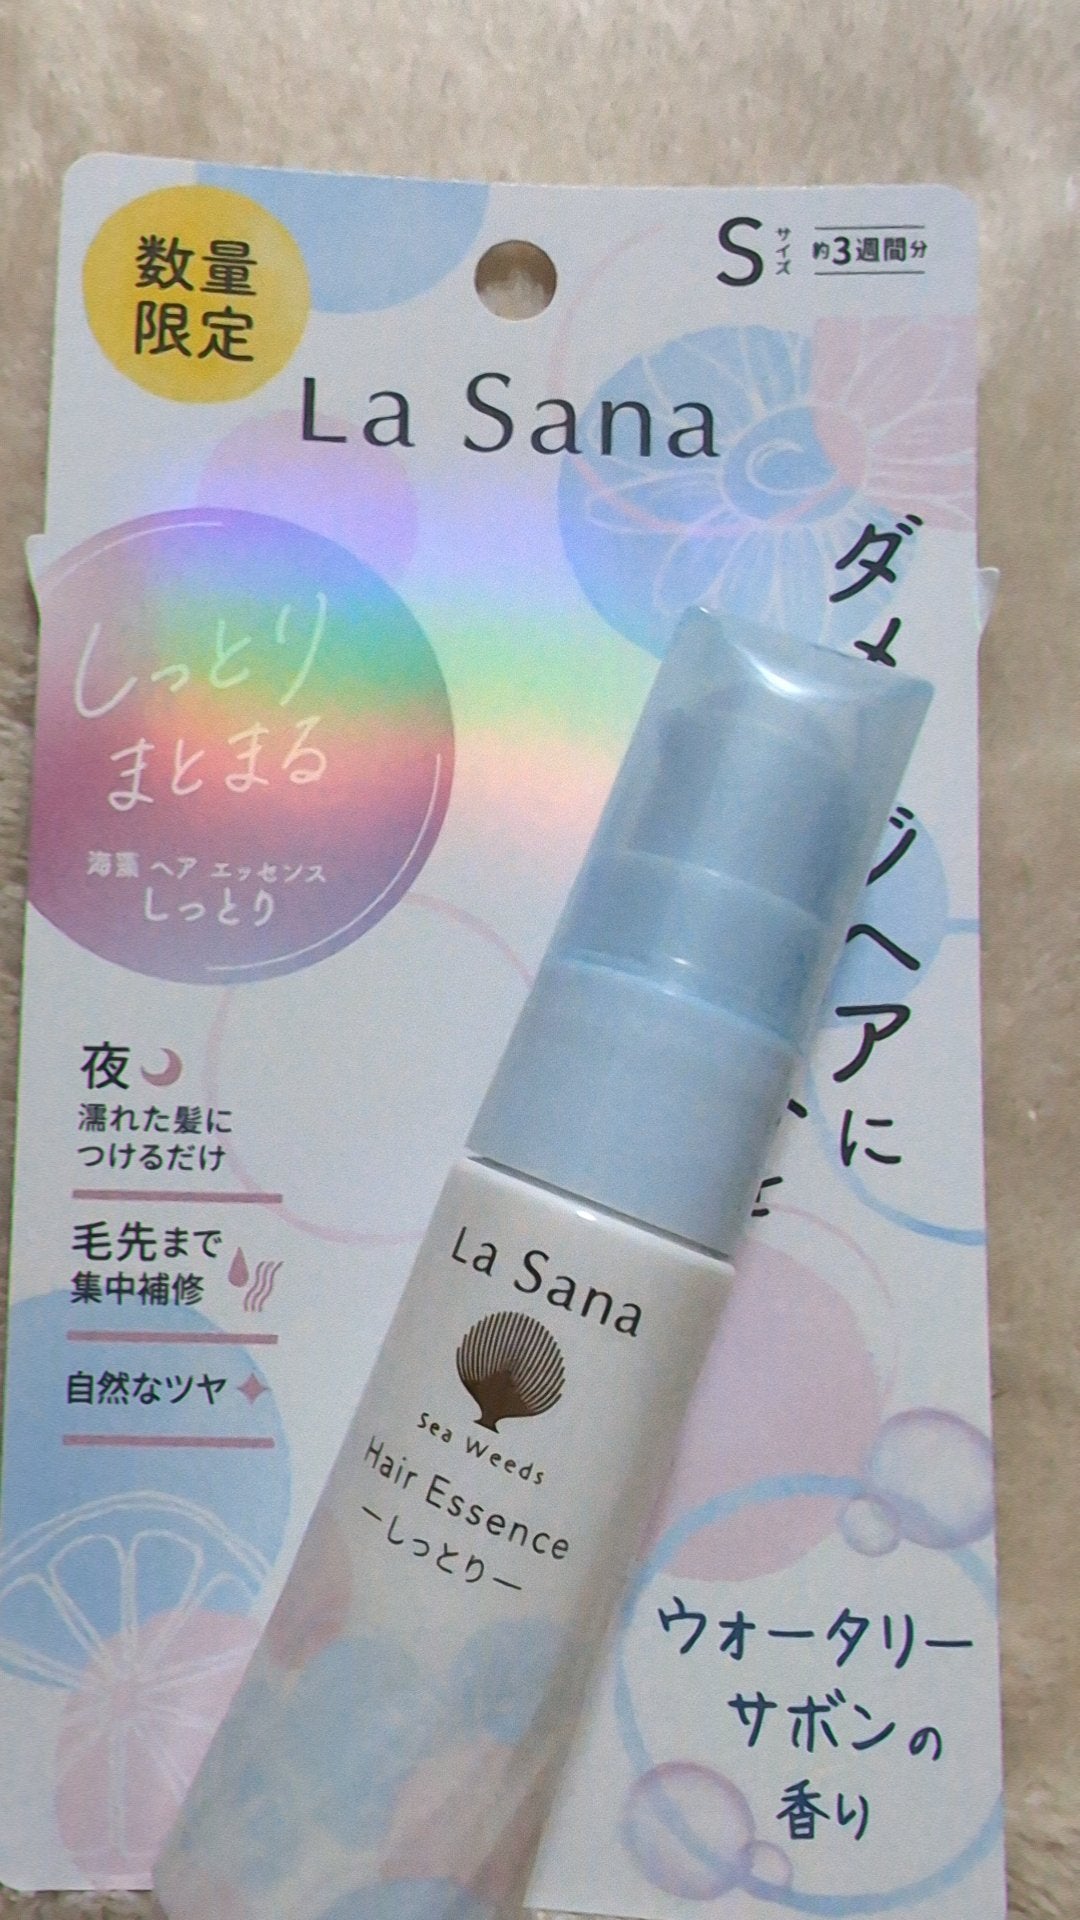 数量
限定
Sサイズ 約3週間分
La Sana
ダメ
ジヘアに
しっとり
まとまる
海藻 ヘア エッセンス
しっとり
夜
濡れた髪に
つけるだけ
毛先まで
集中補修
自然なツヤ
La Sana
Sea Weeds
Hair Essence
ーしっとりー
ウォータリー
サボンの
香り